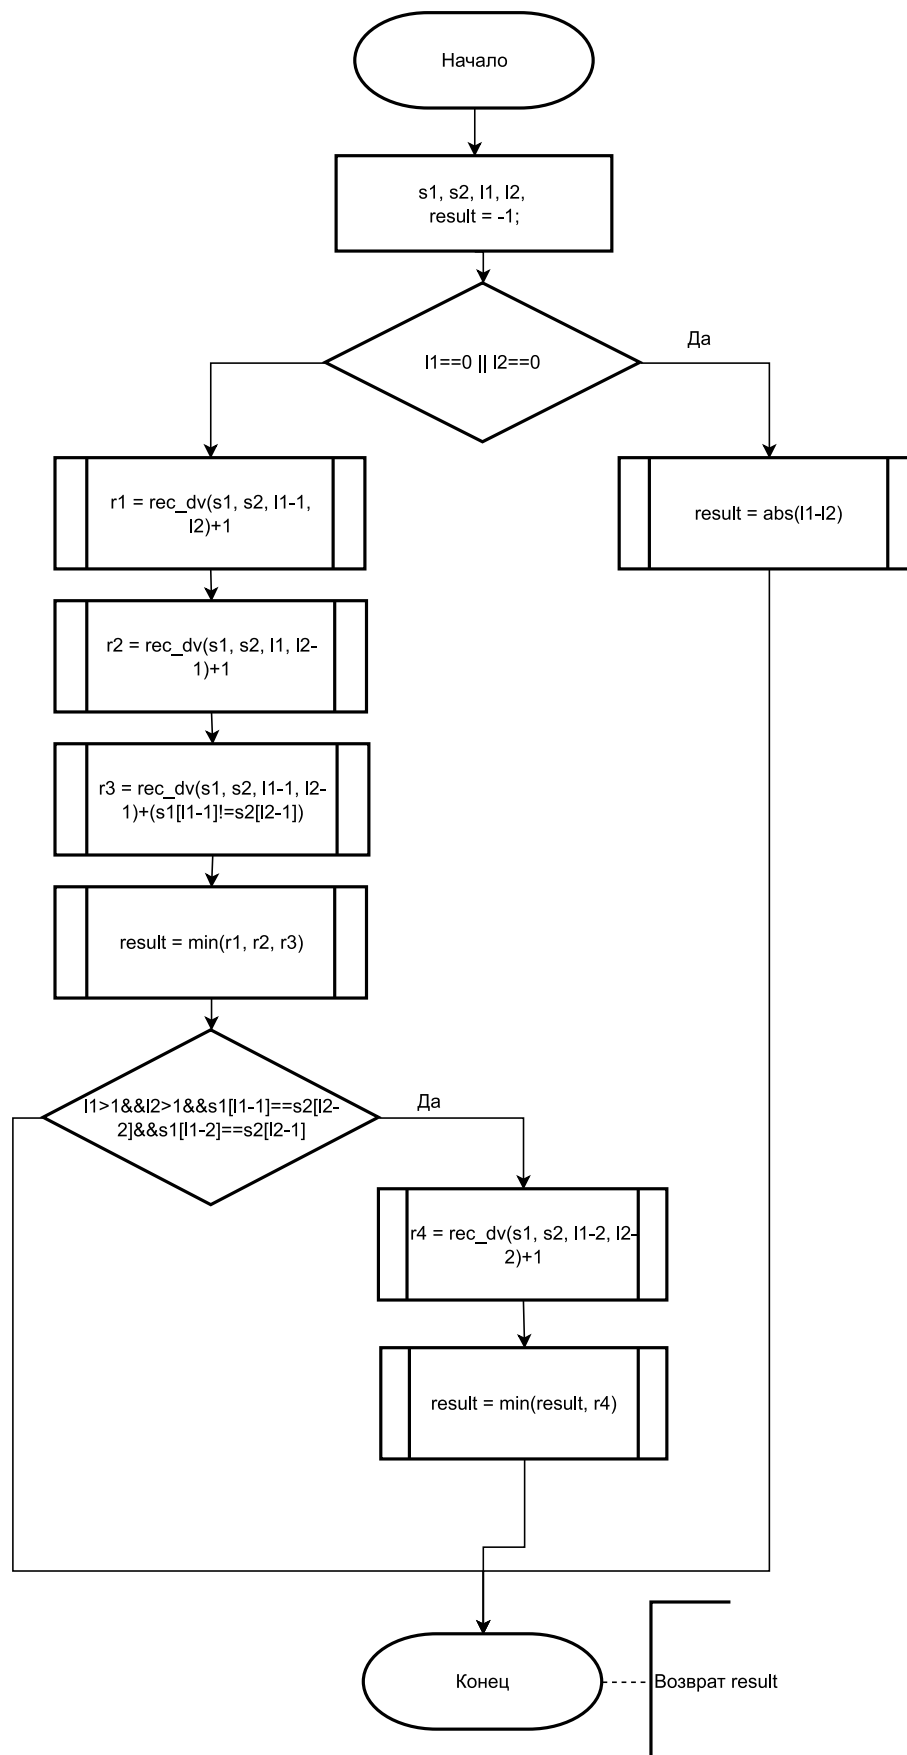 Начало
s1, s2, l1, l2,
result = -1;
l1==0 || l2==0
Да
r1 = rec_dv(s1, s2, l1-1,
l2)+1
result = abs(l1-l2)
r2 = rec_dv(s1, s2, l1, l2-
1)+1
r3 = rec_dv(s1, s2, l1-1, l2-
1)+(s1[l1-1]!=s2[l2-1])
result = min(r1, r2, r3)
l1>1&&l2>1&&s1[l1-1]==s2[l2-
2]&&s1[l1-2]==s2[l2-1]
Да
r4 = rec_dv(s1, s2, l1-2, l2-
2)+1
result = min(result, r4)
Конец
Возврат result